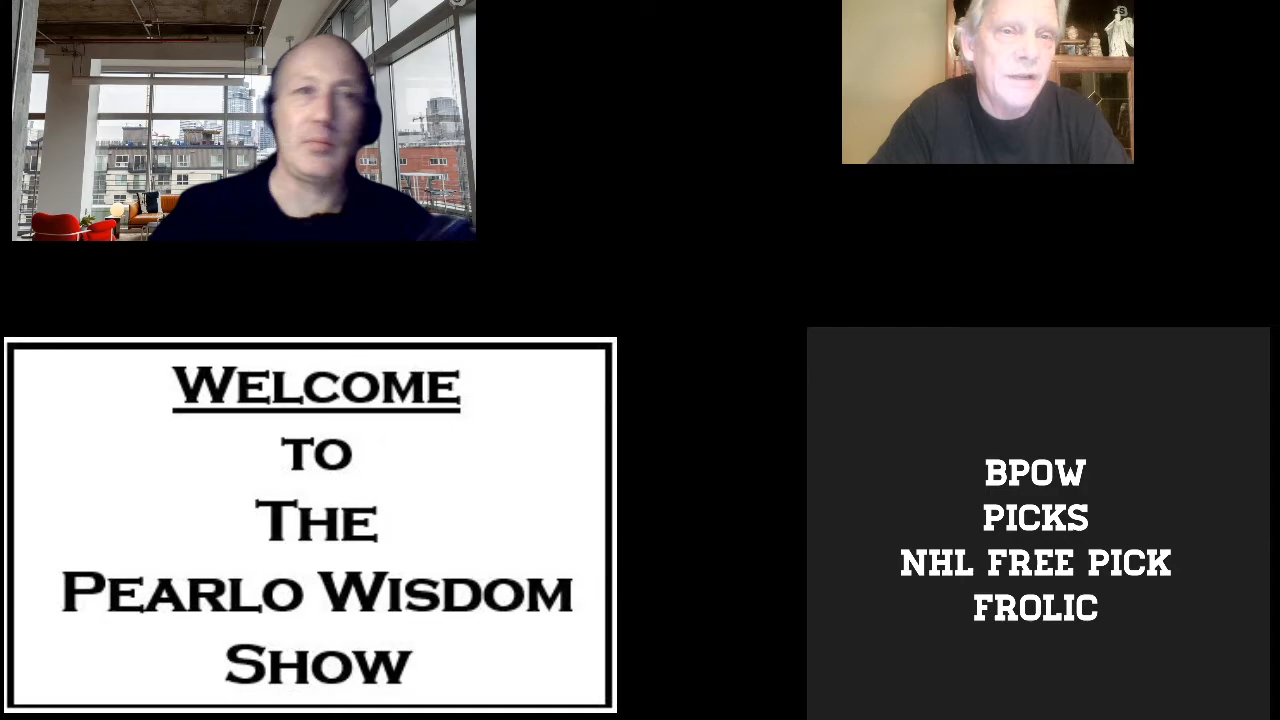 WELCOME
TO
THE
PEARLO WISDOM
SHOW
BPOW
PICKS
NHL FREE PICK
FROLIC